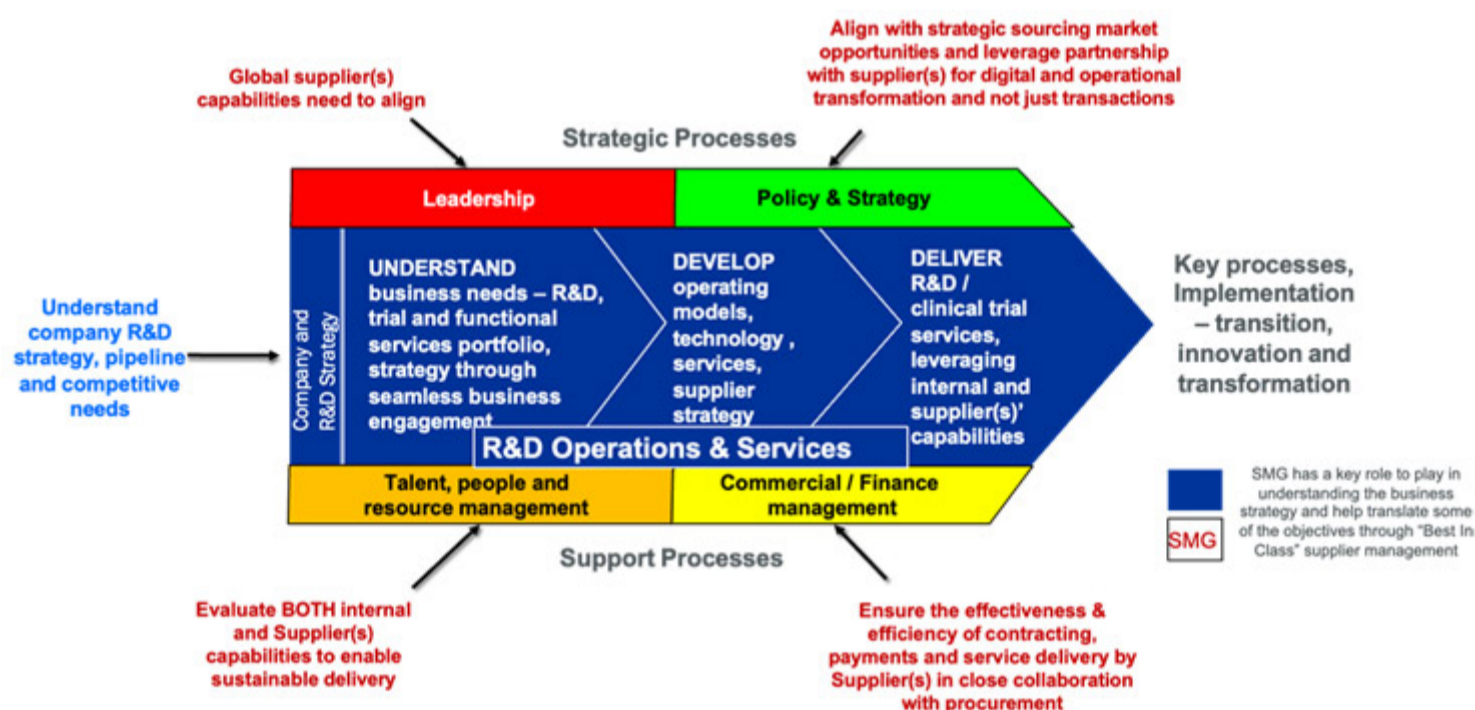 Align with strategic sourcing market
opportunities and leverage partnership
with supplier(s) for digital and operational
transformation and not just transactions
Global supplier(s)
capabilities need to align
Strategic Processes
Leadership
Policy & Strategy
Understand
company R&D
strategy, pipeline
and competitive
needs
Company and
R&D Strategy
UNDERSTAND
business needs – R&D,
trial and functional
services portfolio,
strategy through
seamless business
engagement
DEVELOP
operating
models,
technology ,
services,
supplier
strategy
DELIVER
R&D /
clinical trial
services,
leveraging
internal and
supplier(s)'
capabilities
Key processes,
Implementation
– transition,
innovation and
transformation
R&D Operations & Services
Talent, people and
resource management
Commercial / Finance
management
Support Processes
SMG
SMG has a key role to play in
understanding the business
strategy and help translate some
of the objectives through "Best In
Class" supplier management
Evaluate BOTH internal
and Supplier(s)
capabilities to enable
sustainable delivery
Ensure the effectiveness &
efficiency of contracting,
payments and service delivery by
Supplier(s) in close collaboration
with procurement